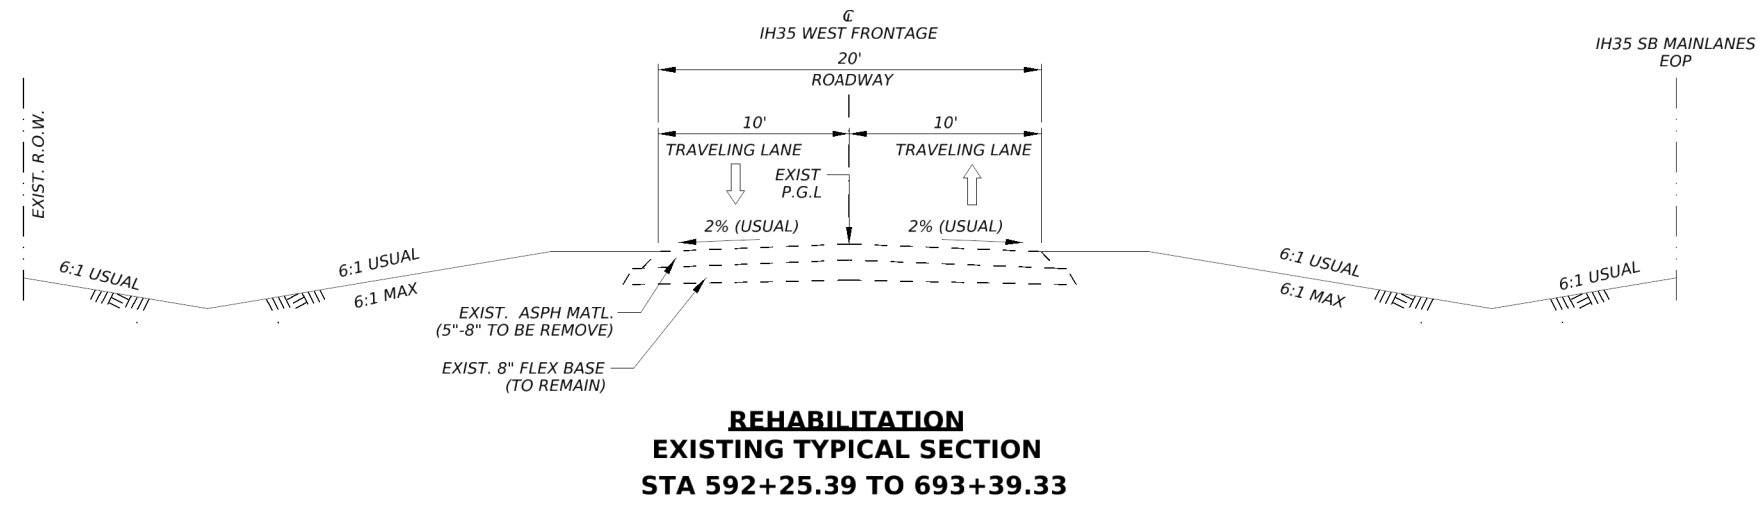 ℄
IH35 WEST FRONTAGE
20'
ROADWAY
IH35 SB MAINLANES
EOP
EXIST. R.O.W.
10'
10'
TRAVELING LANE
TRAVELING LANE
EXIST
P.G.L
2% (USUAL)
2% (USUAL)
6:1 USUAL
6:1 USUAL
6:1 MAX
6:1 USUAL
6:1 MAX
6:1 USUAL
EXIST. ASPH MATL.
(5"-8" TO BE REMOVE)
EXIST. 8" FLEX BASE
(TO REMAIN)
REHABILITATION
EXISTING TYPICAL SECTION
STA 592+25.39 TO 693+39.33